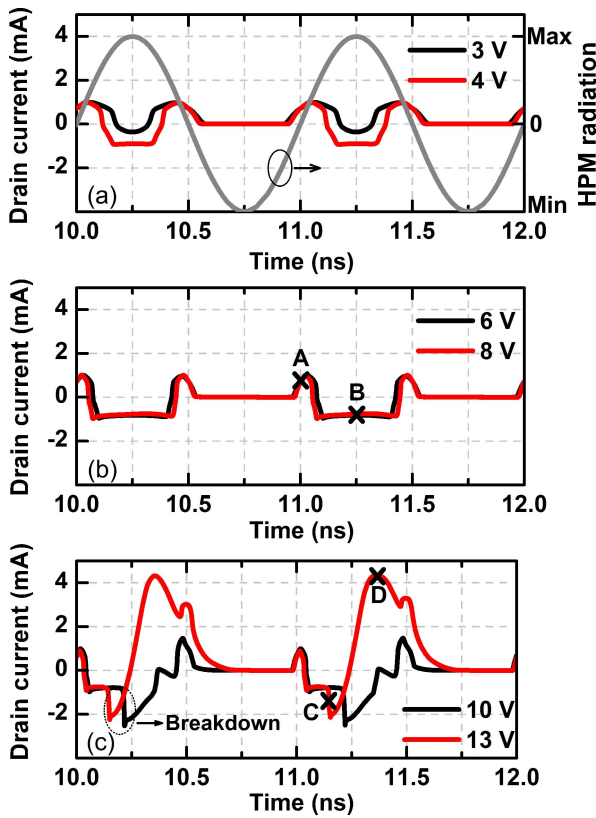 Drain current (mA)
4
2
0
-2
3 V
4 V
Max
0
Min
HPM radiation
(a)
10.0 10.5 11.0 11.5 12.0
Time (ns)
Drain current (mA)
4
2
0
-2
6 V
8 V
A
B
(b)
10.0 10.5 11.0 11.5 12.0
Time (ns)
Drain current (mA)
4
2
0
-2
D
C
Breakdown
10 V
13 V
(c)
10.0 10.5 11.0 11.5 12.0
Time (ns)